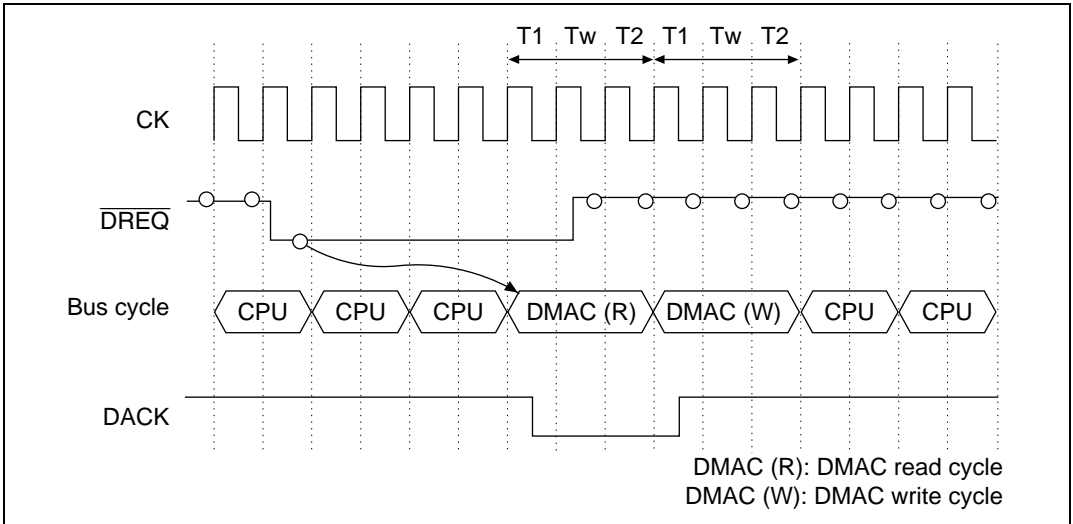 T1 Tw T2 T1 Tw T2
CK
DREQ
Bus cycle CPU CPU CPU DMAC (R) DMAC (W) CPU CPU
DACK
DMAC (R): DMAC read cycle
DMAC (W): DMAC write cycle